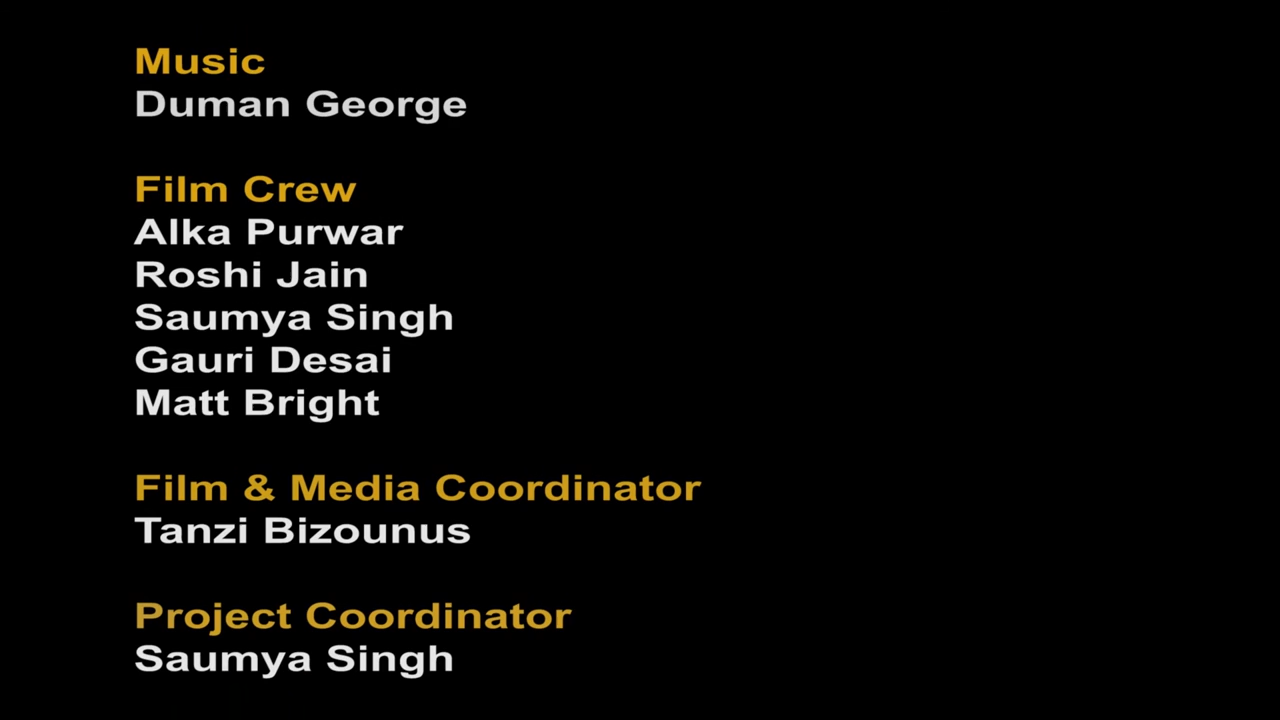 Music
Duman George
Film Crew
Alka Purwar
Roshi Jain
Saumya Singh
Gauri Desai
Matt Bright
Film & Media Coordinator
Tanzi Bizounus
Project Coordinator
Saumya Singh